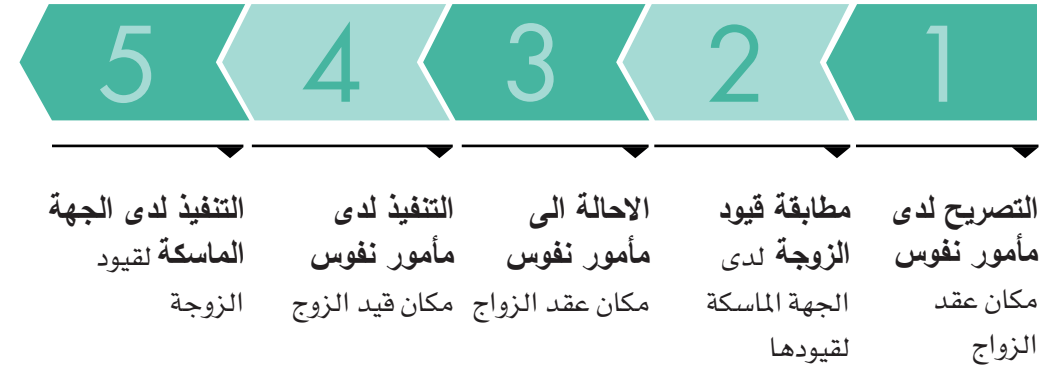 1
التصريح لدى
مأمور نفوس
مكان عقد
الزواج
2
مطابقة قيود
الزوجة لدى
الجهة الماسكة
لقيودها
3
الاحالة الى
مأمور نفوس
مكان عقد الزواج
4
التنفيذ لدى
مأمور نفوس
مكان قيد الزوج
5
التنفيذ لدى الجهة
الماسكة لقيود
الزوجة